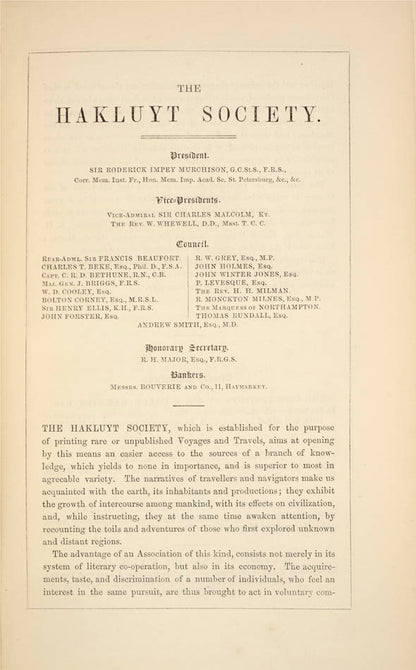 THE
HAKLUYT SOCIETY.
President.
SIR RODERICK IMPEY MURCHISON, G.C.St.S., F.R.S.,
Corr. Mem. Inst. Fr., Hon. Mem. Imp. Acad. Sc. St. Petersburg, &c., &c.
Vice-Presidents.
VICE-ADMIRAL SIR CHARLES MALCOLM, KT.
THE REV. W. WHEWELL, D.D., MAST. T. C. C.
Council.
REAR-ADML. SIR FRANCIS BEAUFORT.
CHARLES T. BEKE, ESQ., PHIL. D., F.S.A.
CAPT. C. R. D. BETHUNE, R.N., C.B.
MAJ. GEN. J. BRIGGS, F.R.S.
W. D. COOLEY, ESQ.
BOLTON CORNEY, ESQ., M.R.S.L.
SIR HENRY ELLIS, K.H., F.R.S.
JOHN FORSTER, ESQ.
R. W. GREY, ESQ., M.P.
JOHN HOLMES, ESQ.
JOHN WINTER JONES, ESQ.
P. LEVESQUE, ESQ.
THE REV. H. H. MILMAN.
R. MONCKTON MILNES, ESQ., M.P.
THE MARQUESS OF NORTHAMPTON.
THOMAS RUNDALL, ESQ.
ANDREW SMITH, ESQ., M.D.
Honorary Secretary.
R. H. MAJOR, ESQ., F.R.G.S.
Bankers.
MESSRS. BOUVERIE AND CO., 11, HAYMARKET.
THE HAKLUYT SOCIETY, which is established for the purpose
of printing rare or unpublished Voyages and Travels, aims at opening
by this means an easier access to the sources of a branch of know-
ledge, which yields to none in importance, and is superior to most in
agreeable variety. The narratives of travellers and navigators make us
acquainted with the earth, its inhabitants and productions; they exhibit
the growth of intercourse among mankind, with its effects on civilization,
and, while instructing, they at the same time awaken attention, by
recounting the toils and adventures of those who first explored unknown
and distant regions.
The advantage of an Association of this kind, consists not merely in its
system of literary co-operation, but also in its economy. The acquire-
ments, taste, and discrimination of a number of individuals, who feel an
interest in the same pursuit, are thus brought to act in voluntary com-